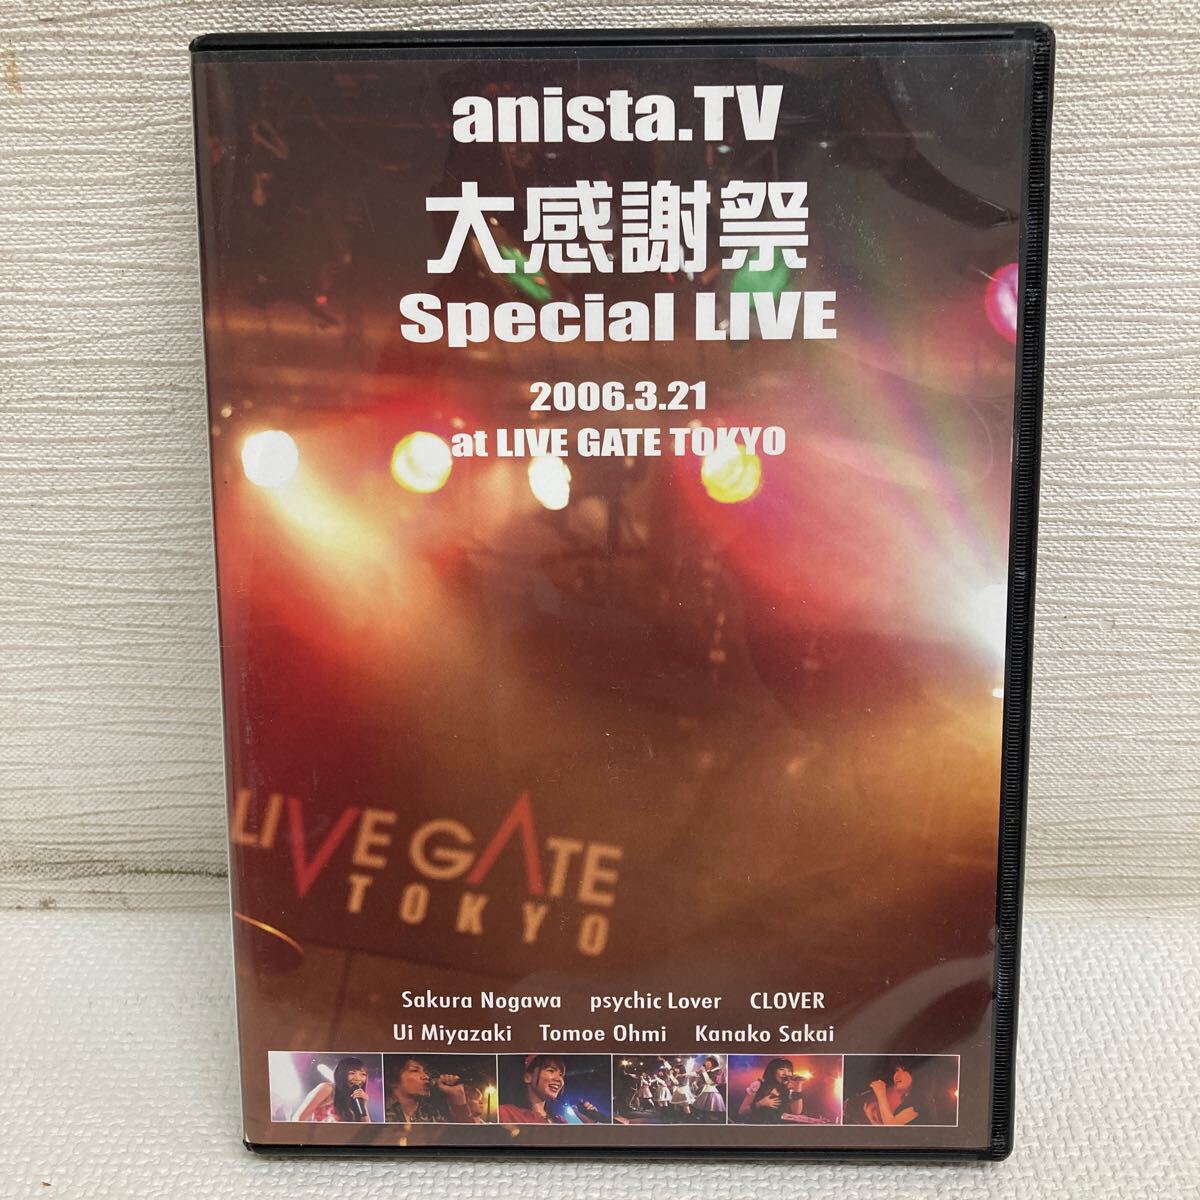 anista.TV
大感謝祭
Special LIVE
2006.3.21
at LIVE GATE TOKYO
LIVE GATE
TOKYO
Sakura Nogawa psychic Lover CLOVER
Ui Miyazaki Tomoe Ohmi Kanako Sakai